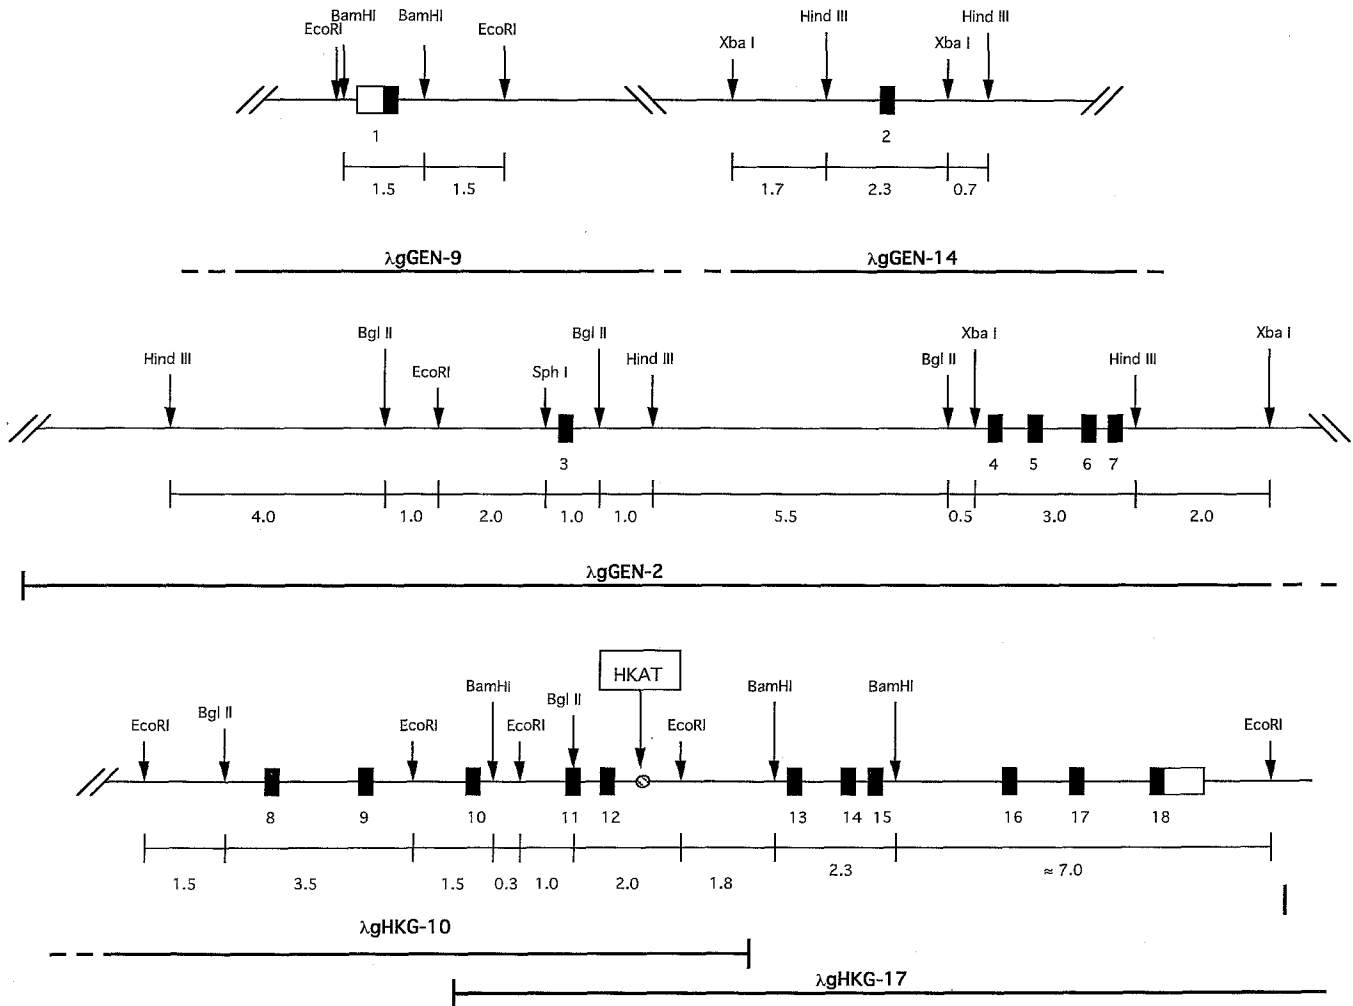 EcoRI BamHI BamHI EcoRI Xba I Hind III Xba I Hind III
1 2
1.5 1.5 1.7 2.3 0.7
λgGEN-9 λgGEN-14
Hind III Bgl II EcoRI Sph I Bgl II Hind III Bgl II Xba I Hind III Xba I
3 4 5 6 7
4.0 1.0 2.0 1.0 1.0 5.5 0.5 3.0 2.0
λgGEN-2
HKAT
EcoRI Bgl II EcoRI BamHI EcoRI Bgl II EcoRI BamHI BamHI EcoRI
8 9 10 11 12 13 14 15 16 17 18
1.5 3.5 1.5 0.3 1.0 2.0 1.8 2.3 ≈ 7.0
λgHKG-10
λgHKG-17